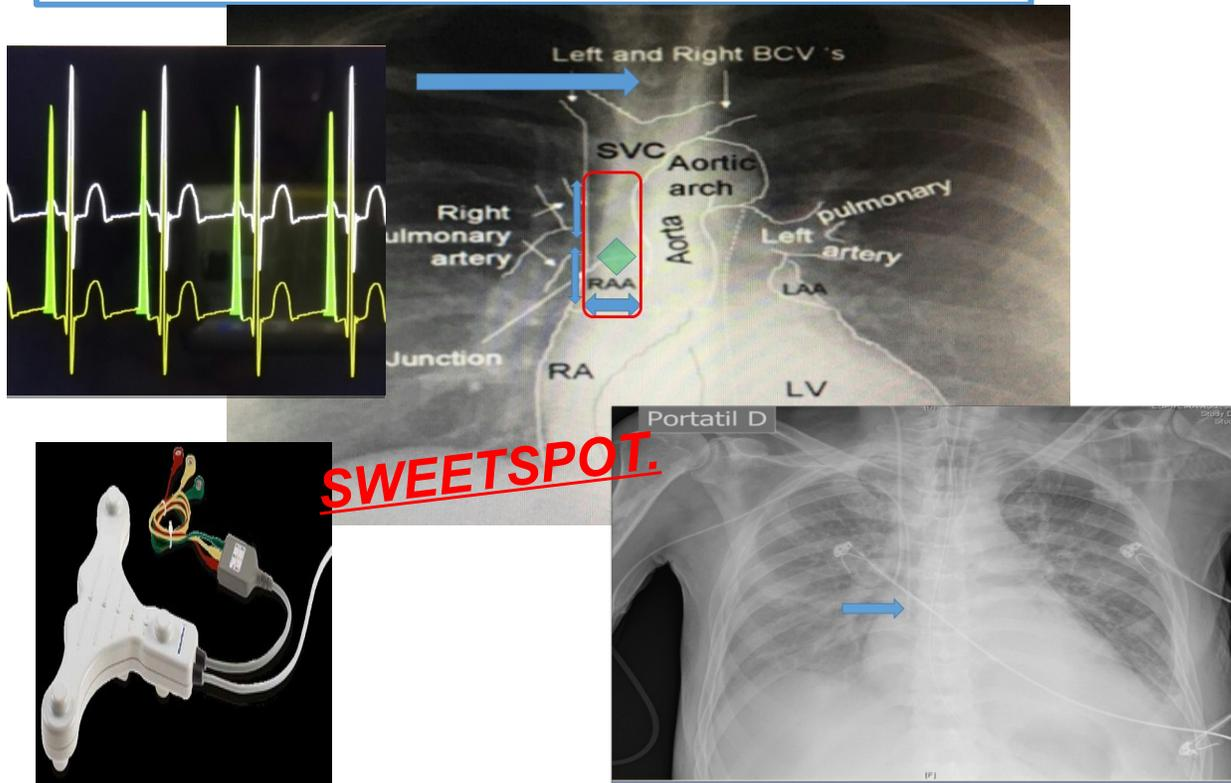 Left and Right BCV ´s
SVC
Aortic
arch
Aorta
Right
ulmonary
artery
pulmonary
Left
artery
RAA
LAA
Junction
RA
LV
SWEETSPOT.
Portatil D
[F]